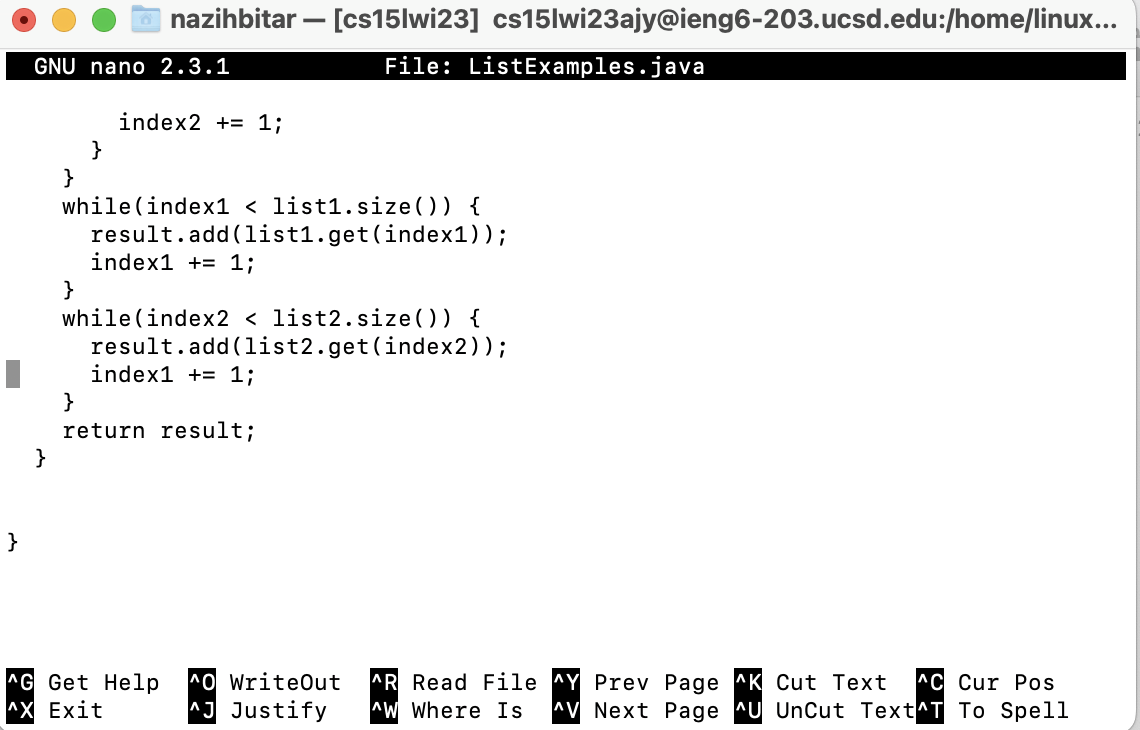 nazihbitar — [cs15lwi23] cs15lwi23ajy@ieng6-203.ucsd.edu:/home/linux...
GNU nano 2.3.1 File: ListExamples.java
index2 += 1;
}
}
while(index1 < list1.size()) {
result.add(list1.get(index1));
index1 += 1;
}
while(index2 < list2.size()) {
result.add(list2.get(index2));
index1 += 1;
}
return result;
}
}
^G Get Help ^O WriteOut ^R Read File ^Y Prev Page ^K Cut Text ^C Cur Pos
^X Exit ^J Justify ^W Where Is ^V Next Page ^U UnCut Text ^T To Spell